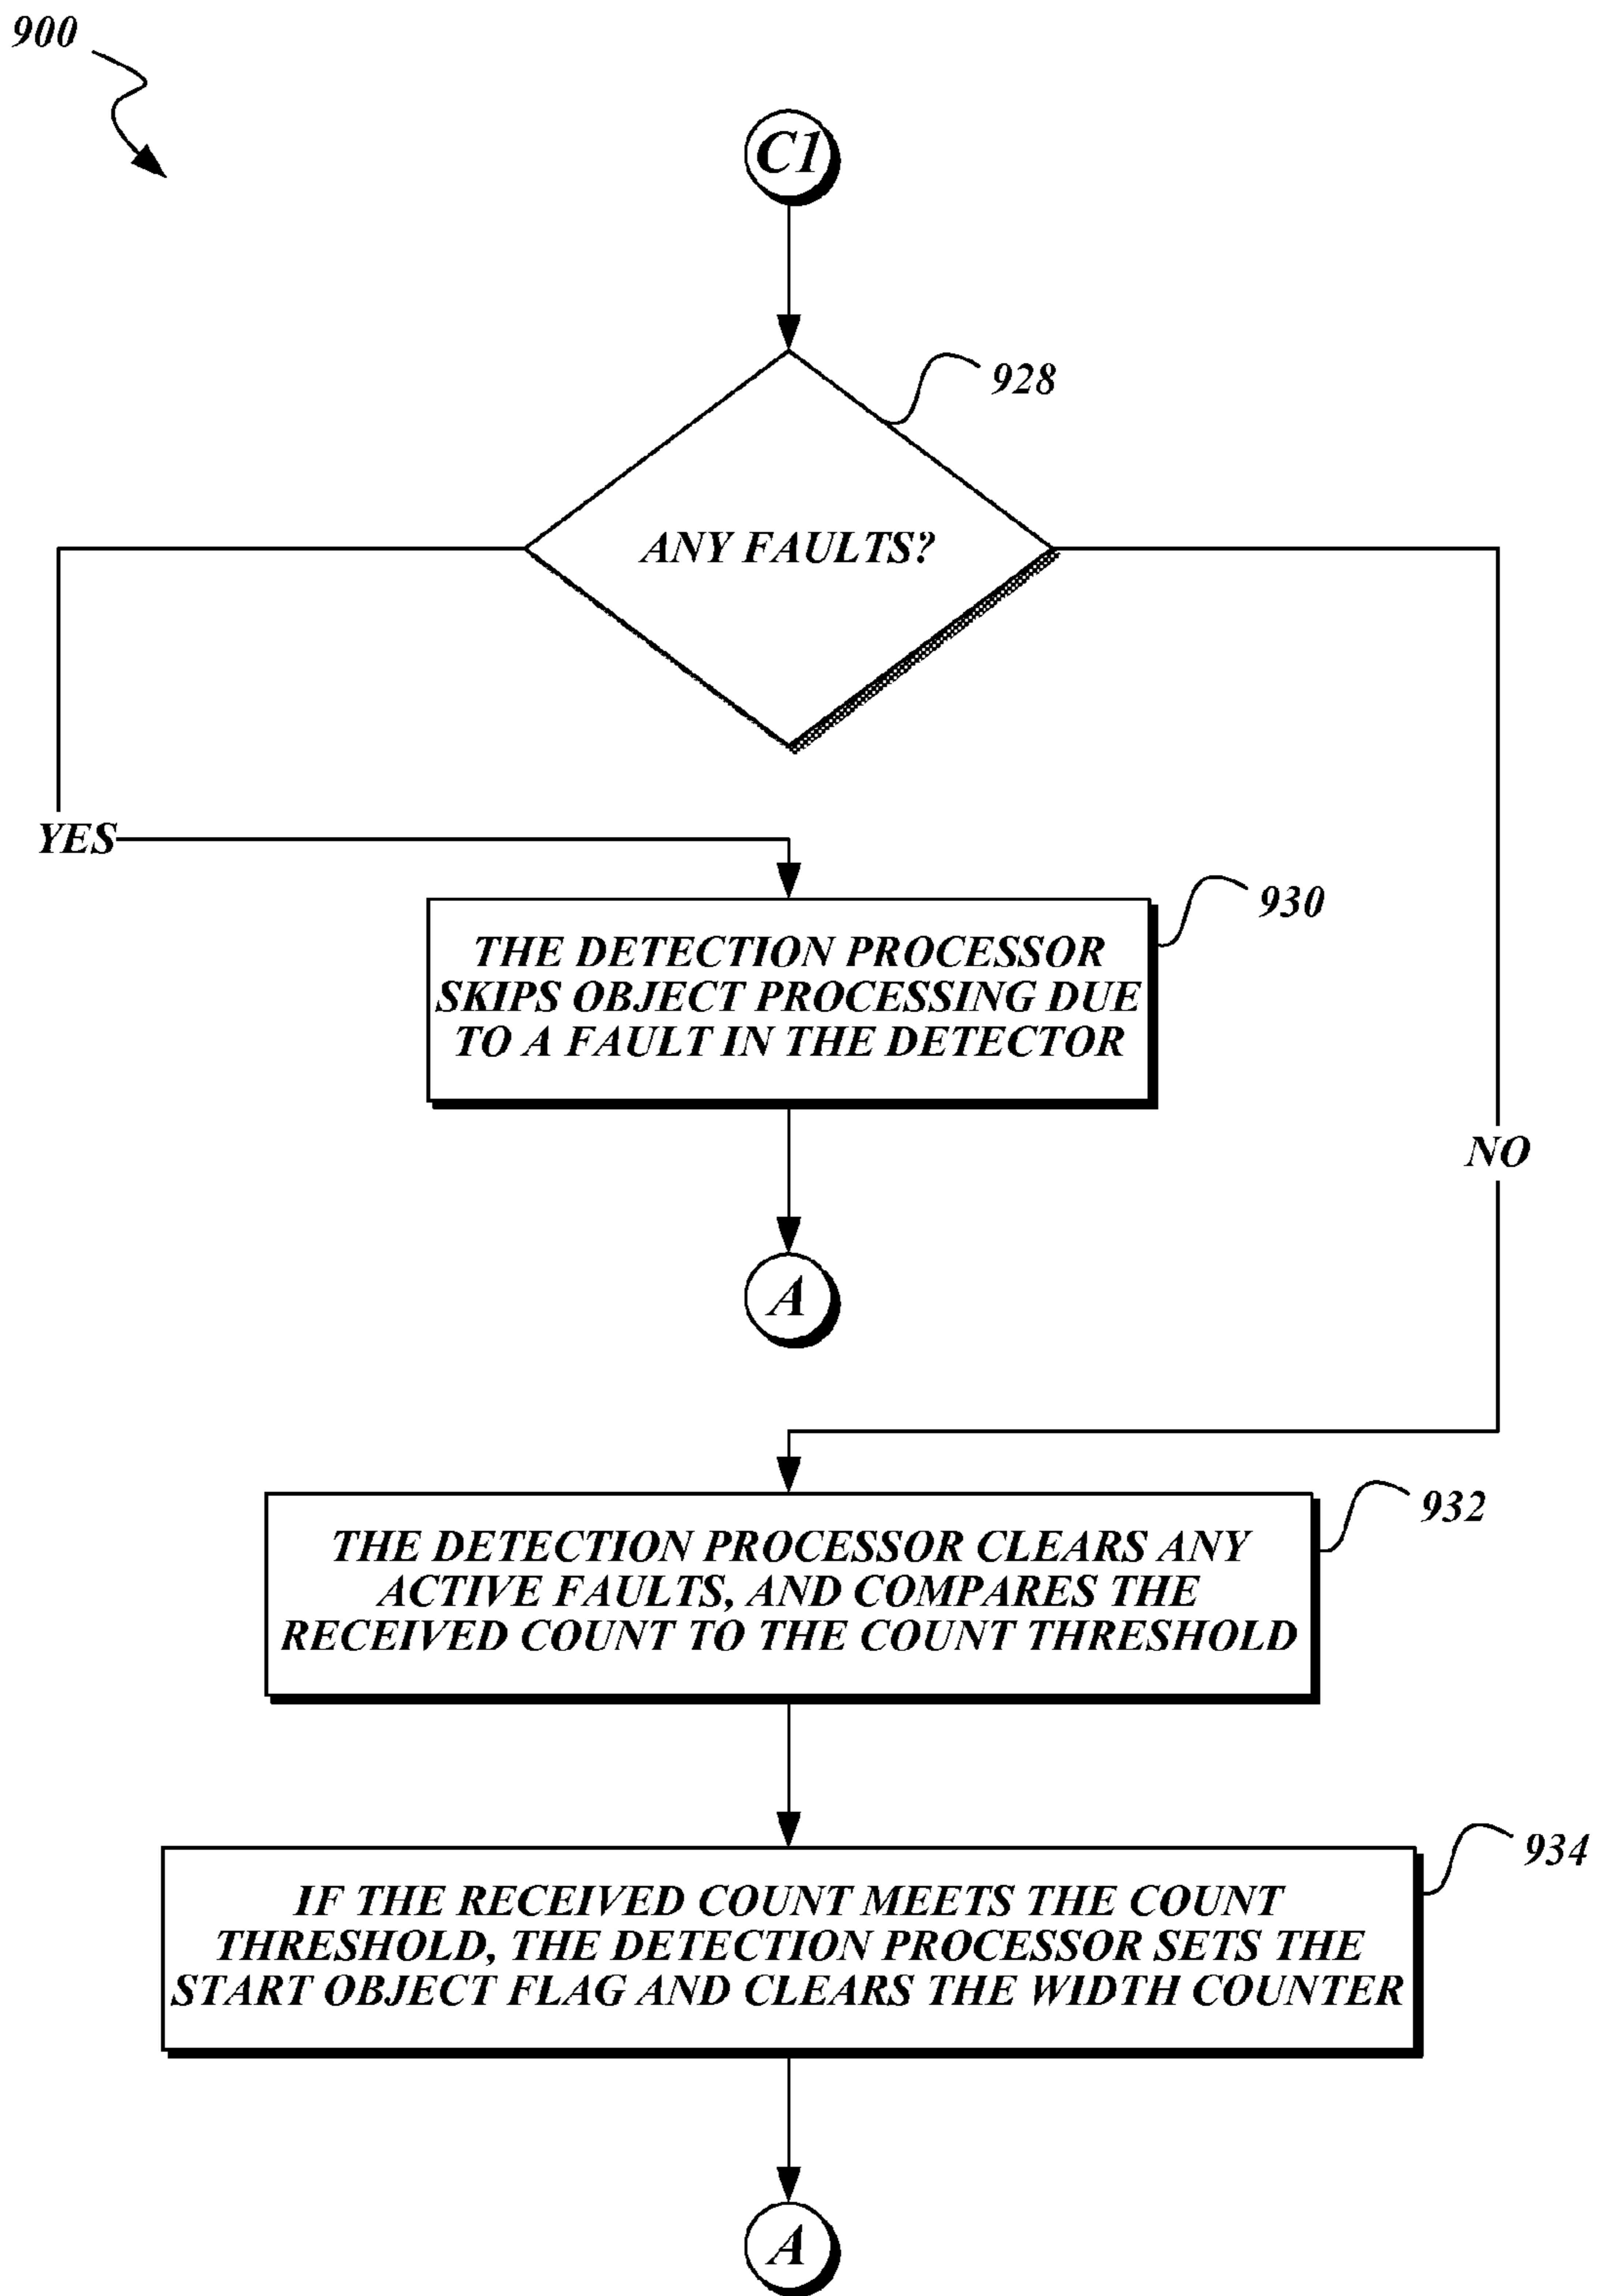 900
C1
928
ANY FAULTS?
YES
930
THE DETECTION PROCESSOR
SKIPS OBJECT PROCESSING DUE
TO A FAULT IN THE DETECTOR
NO
A
932
THE DETECTION PROCESSOR CLEARS ANY
ACTIVE FAULTS, AND COMPARES THE
RECEIVED COUNT TO THE COUNT THRESHOLD
934
IF THE RECEIVED COUNT MEETS THE COUNT
THRESHOLD, THE DETECTION PROCESSOR SETS THE
START OBJECT FLAG AND CLEARS THE WIDTH COUNTER
A